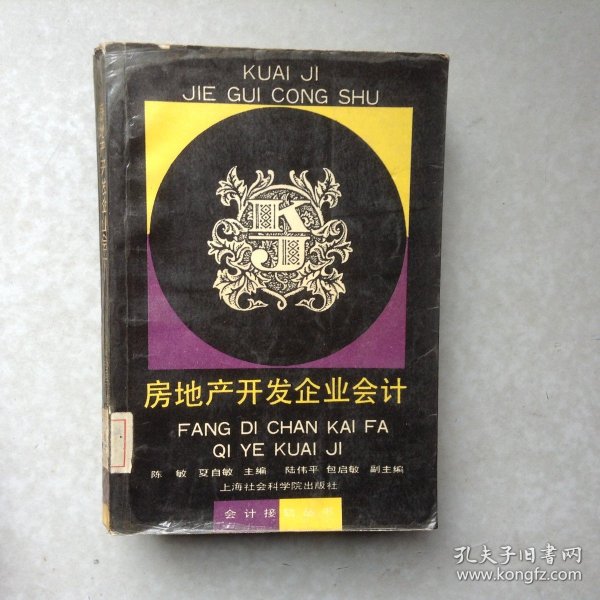 KUAI JI
JIE GUI CONG SHU
KJ
房地产开发企业会计
FANG DI CHAN KAI FA
QI YE KUAI JI
陈 敏 夏自敏 主编 陆伟平 包启敏 副主编
上海社会科学院出版社
会计接轨丛书
孔夫子旧书网
www.kongfz.com